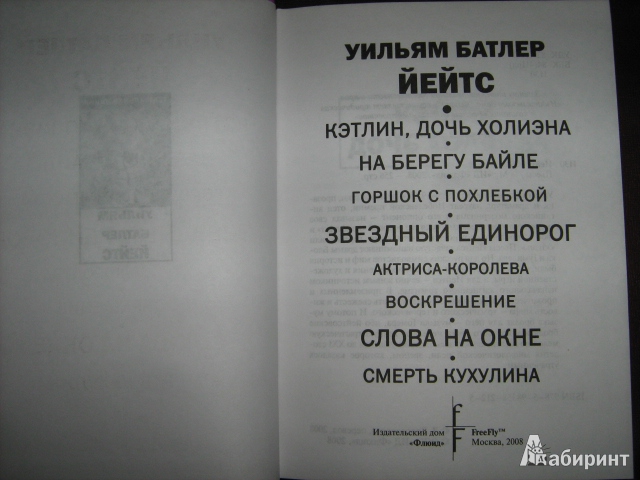 УИЛЬЯМ БАТЛЕР
ЙЕЙТС
•
КЭТЛИН, ДОЧЬ ХОЛИЭНА
•
НА БЕРЕГУ БАЙЛЕ
•
ГОРШОК С ПОХЛЕБКОЙ
•
ЗВЕЗДНЫЙ ЕДИНОРОГ
•
АКТРИСА-КОРОЛЕВА
•
ВОСКРЕШЕНИЕ
•
СЛОВА НА ОКНЕ
•
СМЕРТЬ КУХУЛИНА
Издательский дом
«Флюид»
FreeFly™
Москва, 2008
Лабиринт